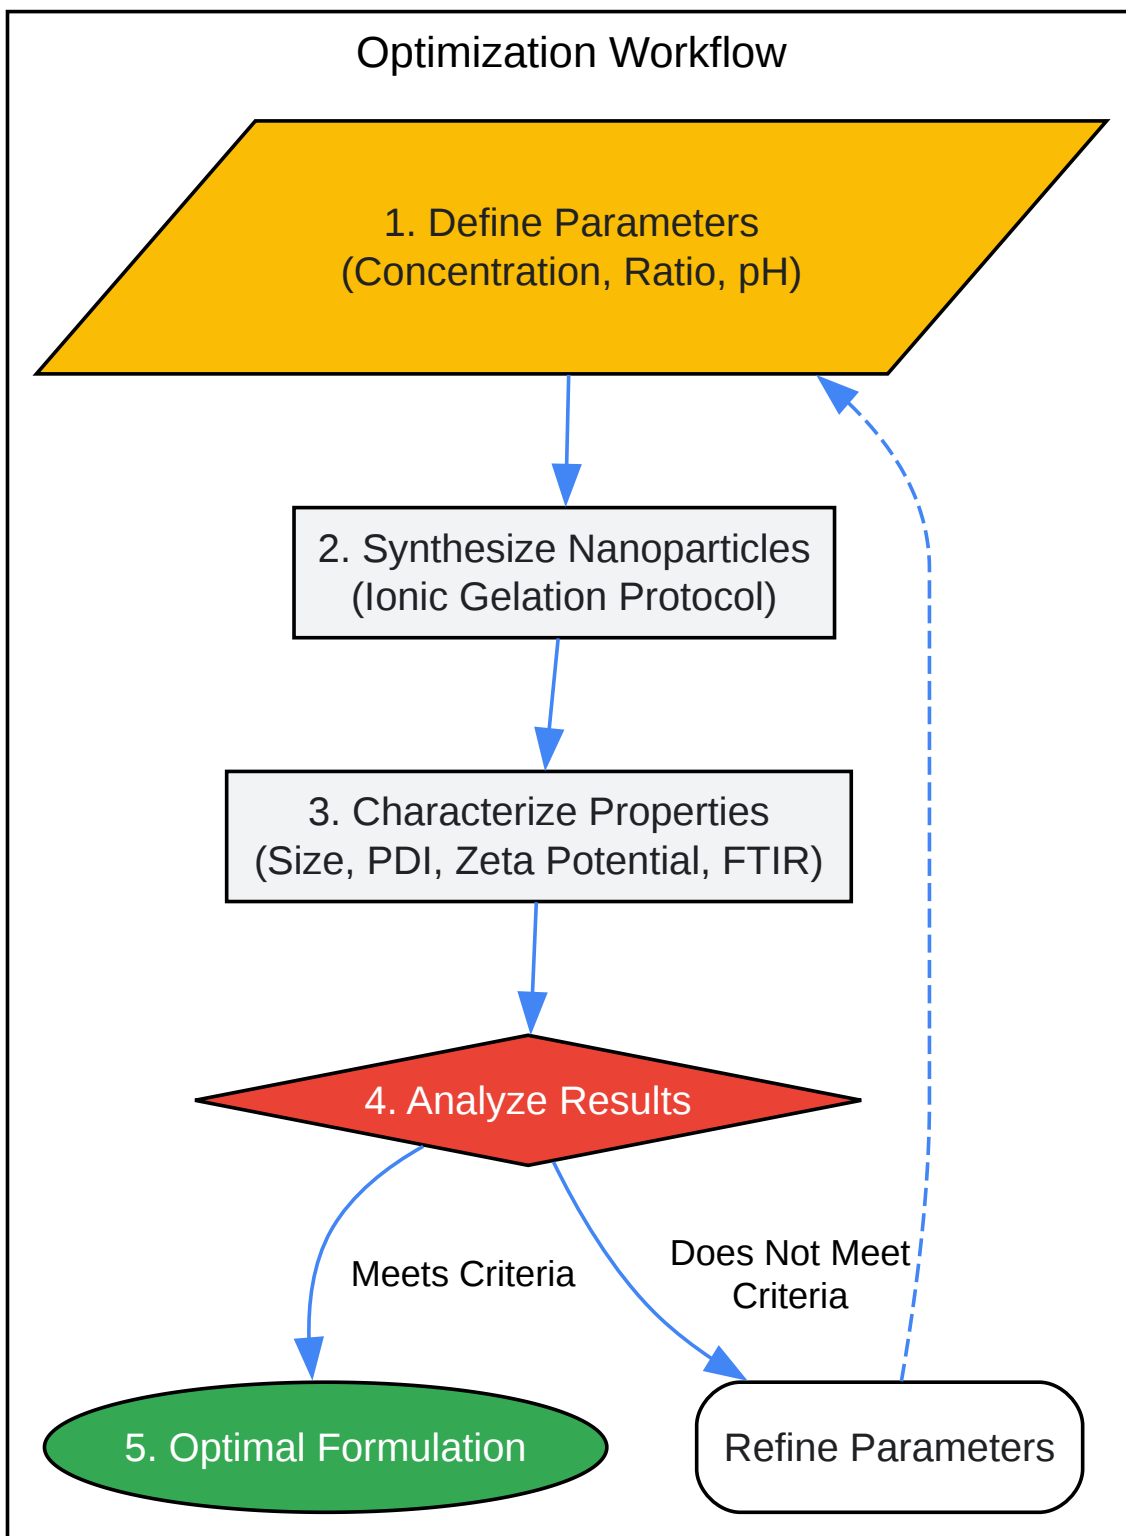 Optimization Workflow
1. Define Parameters
(Concentration, Ratio, pH)
2. Synthesize Nanoparticles
(Ionic Gelation Protocol)
3. Characterize Properties
(Size, PDI, Zeta Potential, FTIR)
4. Analyze Results
Meets Criteria
Does Not Meet
Criteria
5. Optimal Formulation
Refine Parameters